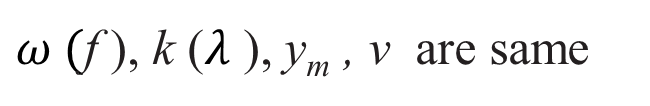 ω (f), k (λ), yₘ, v are same